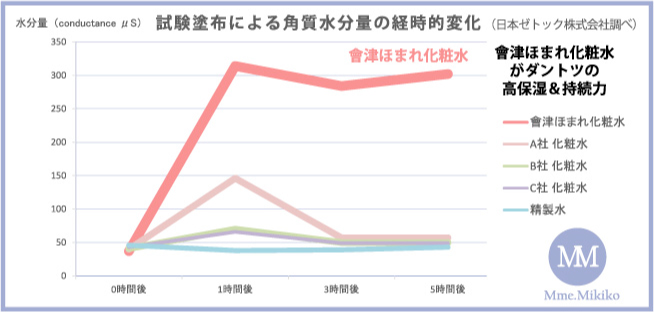 水分量（conductance μS） 試験塗布による角質水分量の経時的変化（日本ゼトック株式会社調べ）
350
300
250
200
150
100
50
0
0時間後 1時間後 3時間後 5時間後
會津ほまれ化粧水
會津ほまれ化粧水
がダントツの
高保湿＆持続力
會津ほまれ化粧水
A社 化粧水
B社 化粧水
C社 化粧水
精製水
MM
Mme.Mikiko